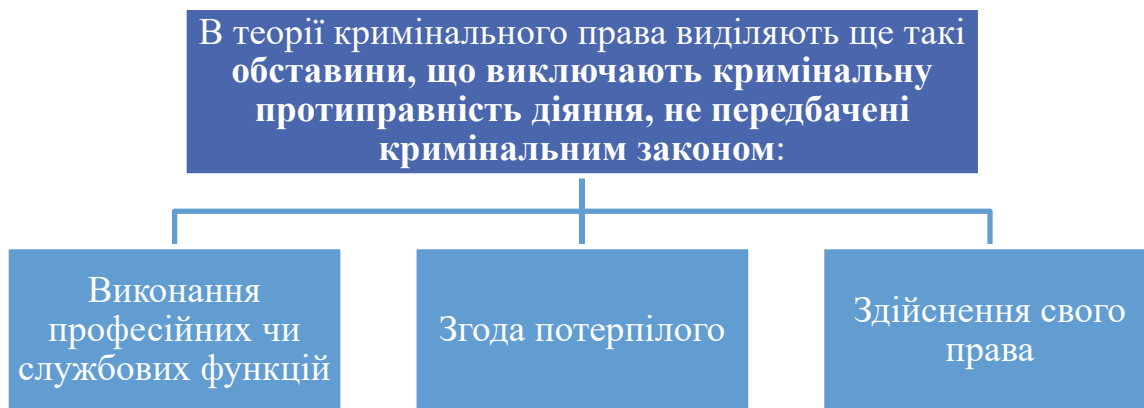 В теорії кримінального права виділяють ще такі
обставини, що виключають кримінальну
протиправність діяння, не передбачені
кримінальним законом:
Виконання
професійних чи
службових функцій
Згода потерпілого
Здійснення свого
права